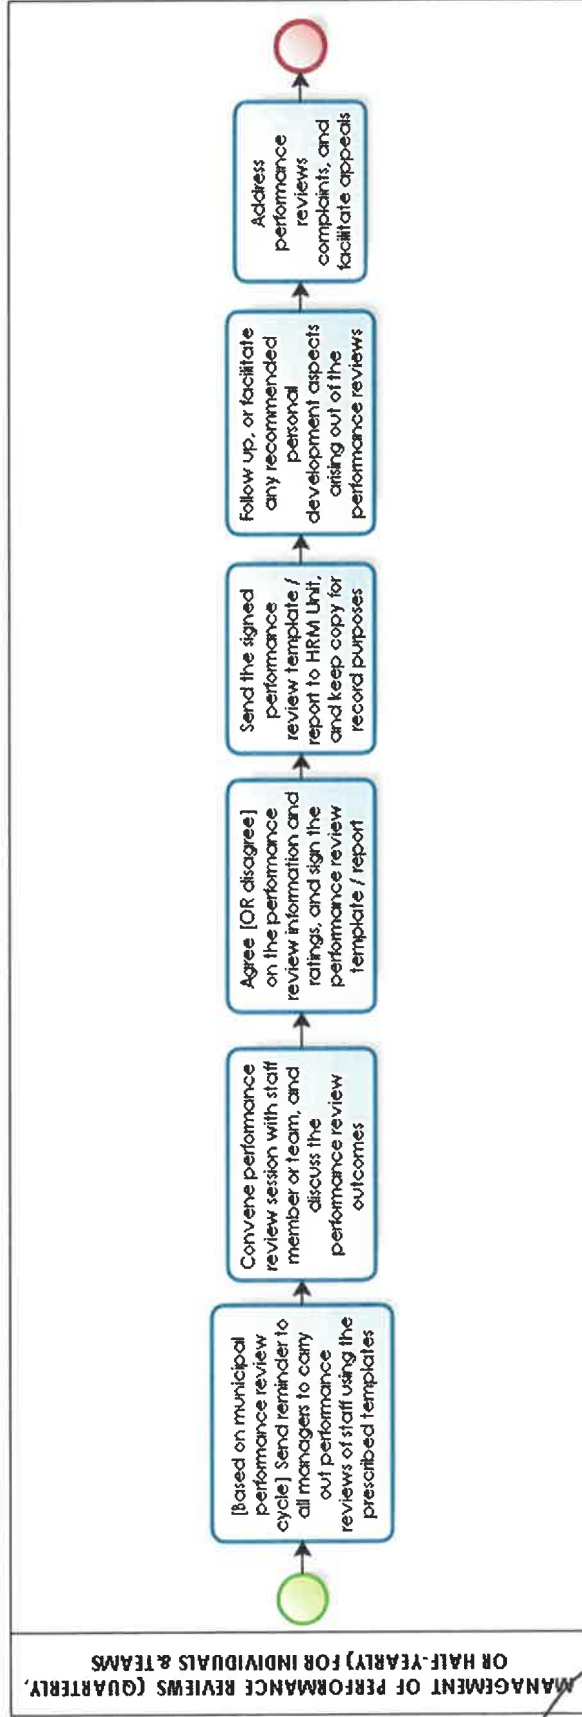 MANAGEMENT OF PERFORMANCE REVIEWS (QUARTERLY,
OR HALF-YEARLY) FOR INDIVIDUALS & TEAMS
[Based on municipal
performance review
cycle] Send reminder to
all managers to carry
out performance
reviews of staff using the
prescribed templates
Convene performance
review session with staff
member or team, and
discuss the
performance review
outcomes
Agree [OR disagree]
on the performance
review information and
ratings, and sign the
performance review
template / report
Send the signed
performance
review template /
report to HRM Unit,
and keep copy for
record purposes
Follow up, or facilitate
any recommended
personal
development aspects
arising out of the
performance reviews
Address
performance
reviews
complaints, and
facilitate appeals